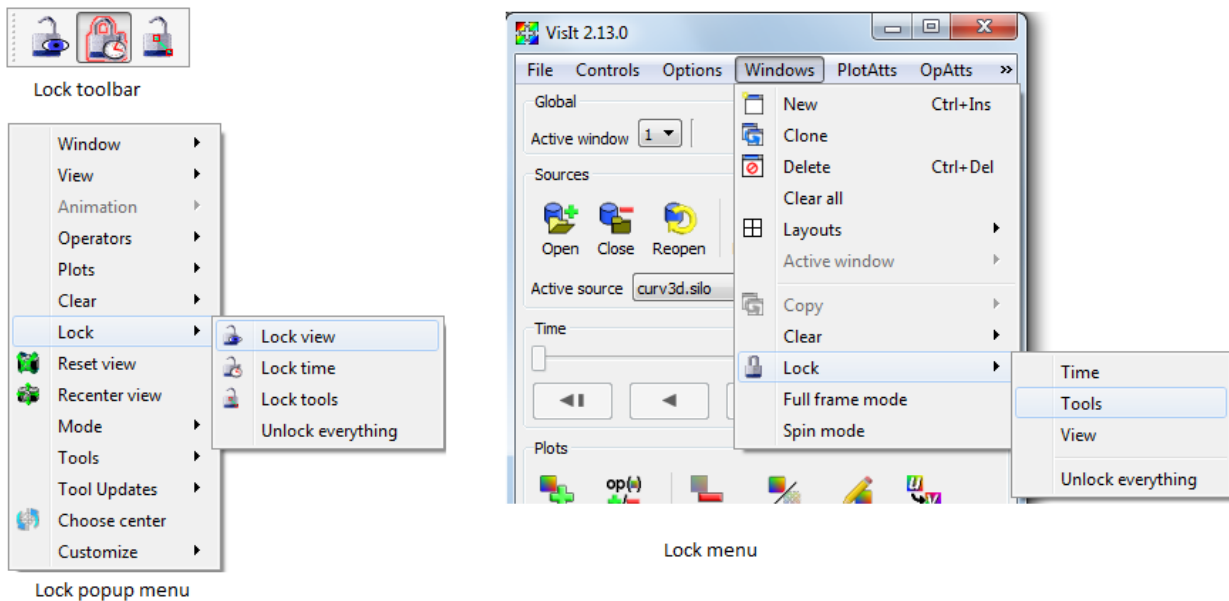 Lock toolbar
Window
View
Animation
Operators
Plots
Clear
Lock
Reset view
Recenter view
Mode
Tools
Tool Updates
Choose center
Customize
Lock view
Lock time
Lock tools
Unlock everything
Lock popup menu
VisIt 2.13.0
File Controls Options Windows PlotAtts OpAtts »
Global
Active window 1
Sources
Open Close Reopen
Active source curv3d.silo
Time
Plots
op(•)
New Ctrl+Ins
Clone
Delete Ctrl+Del
Clear all
Layouts
Active window
Copy
Clear
Lock
Full frame mode
Spin mode
Time
Tools
View
Unlock everything
Lock menu